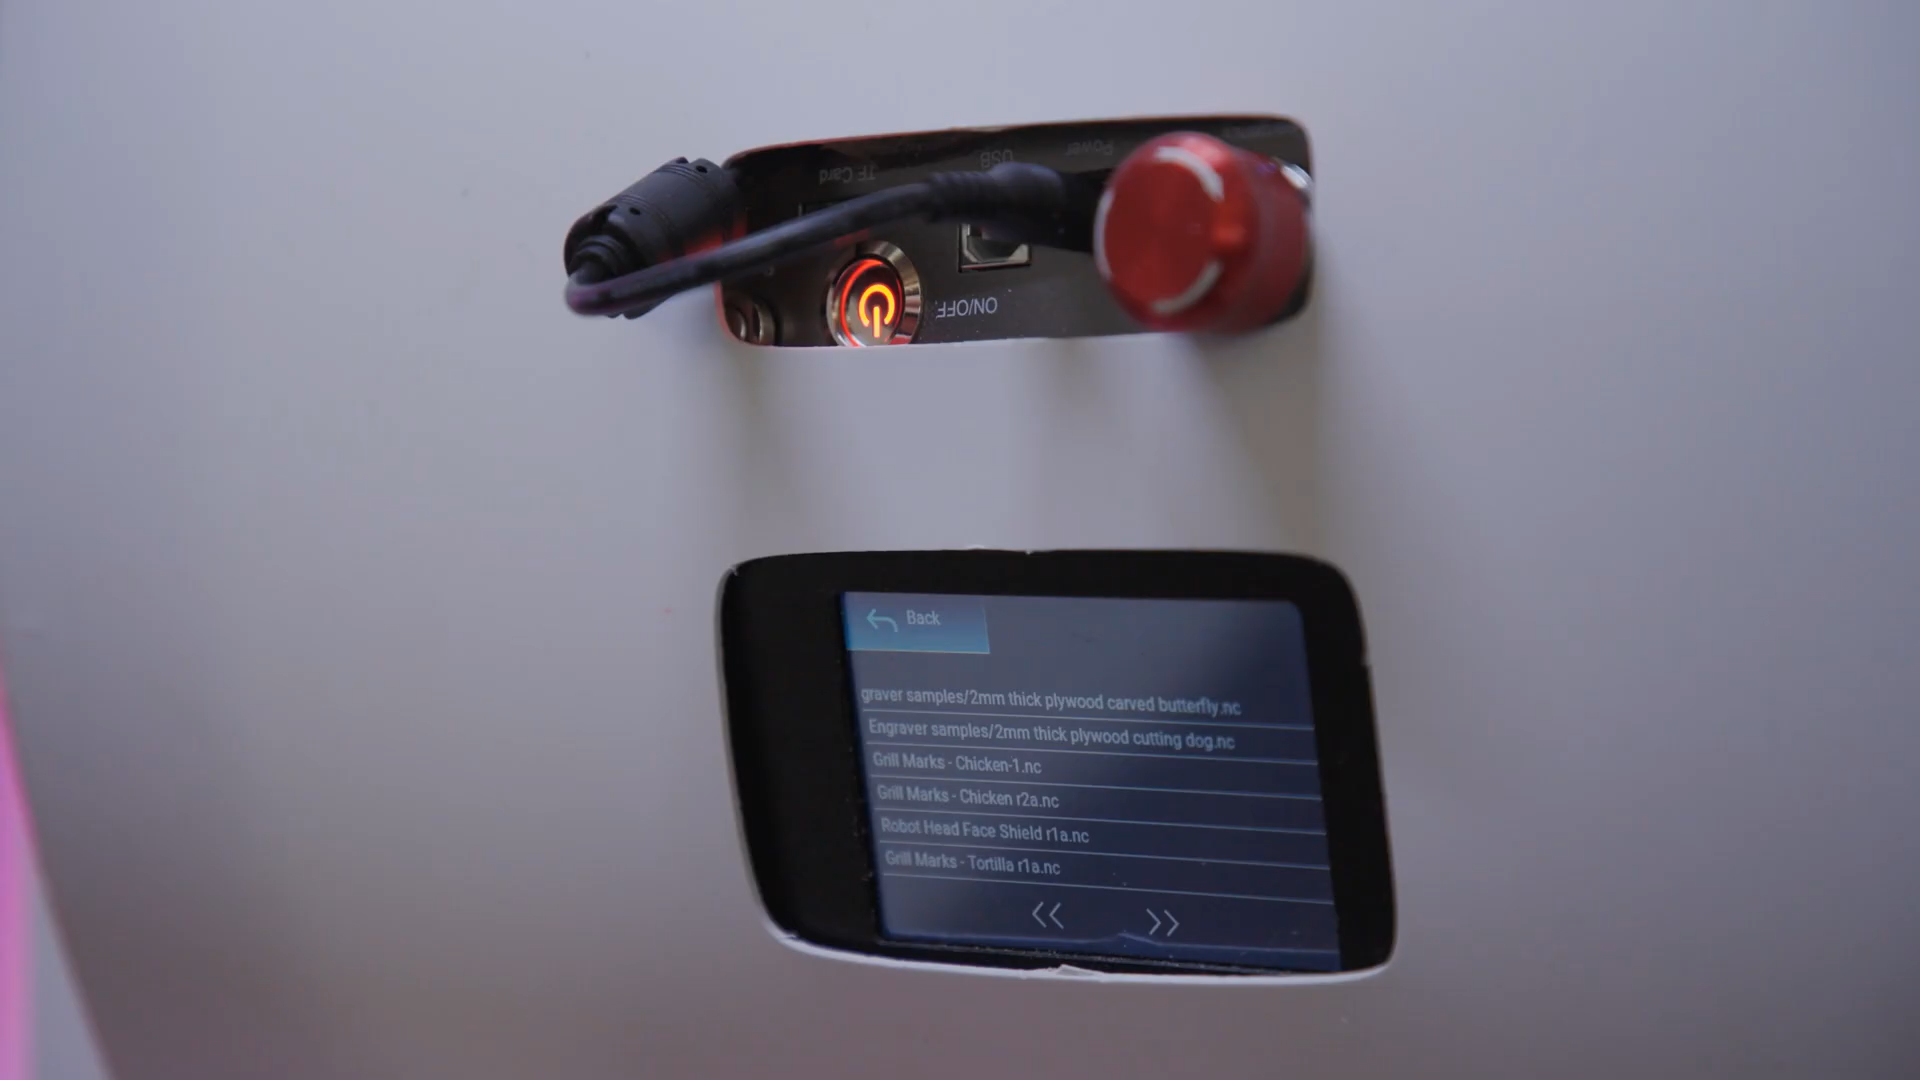 Power
USB
TF Card
ON/OFF
Back
graver samples/2mm thick plywood carved butterfly.nc
Engraver samples/2mm thick plywood cutting dog.nc
Grill Marks - Chicken-1.nc
Grill Marks - Chicken r2a.nc
Robot Head Face Shield r1a.nc
Grill Marks - Tortilla r1a.nc